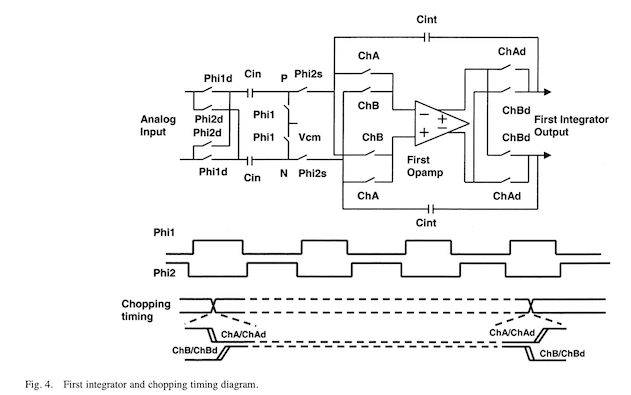 Cint
ChA
ChAd
Phi1d
Cin
P
Phi2s
Phi2d
Phi2d
Phi1
ChB
ChBd
Analog
Input
Phi1
Vcm
ChB
First
Opamp
ChBd
First Integrator
Output
Phi1d
Cin
N
Phi2s
ChA
ChAd
Cint
Phi1
Phi2
Chopping
timing
ChA/ChAd
ChB/ChBd
ChA/ChAd
ChB/ChBd
Fig. 4. First integrator and chopping timing diagram.